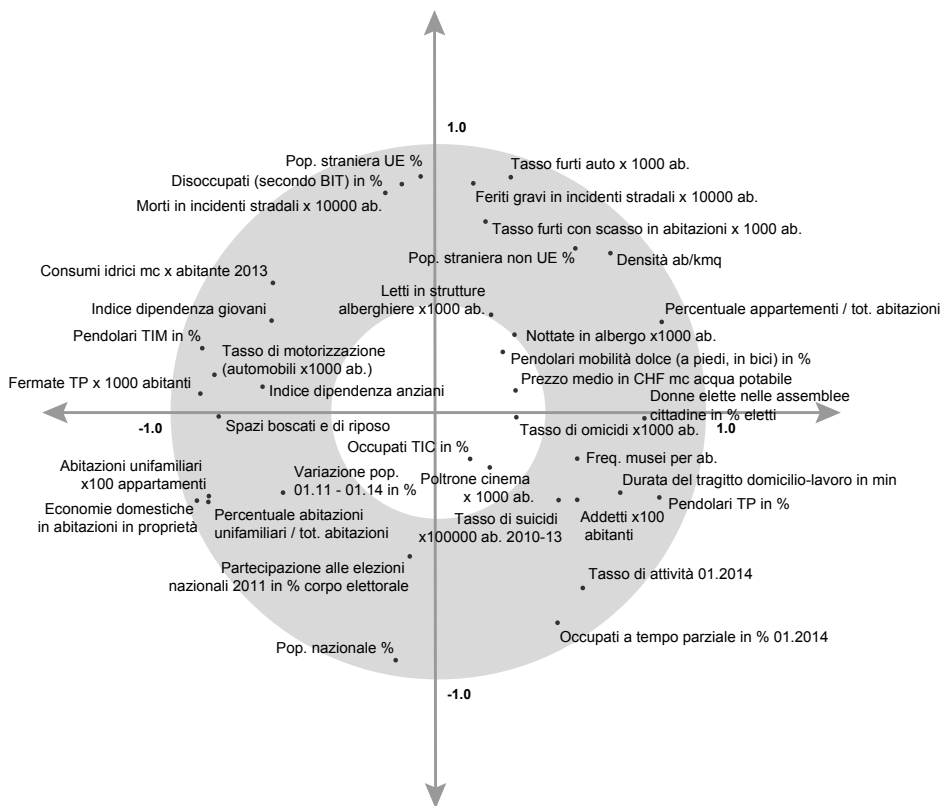 1.0
Pop. straniera UE %
Tasso furti auto x 1000 ab.
Disoccupati (secondo BIT) in %
Morti in incidenti stradali x 10000 ab.
Feriti gravi in incidenti stradali x 10000 ab.
Tasso furti con scasso in abitazioni x 1000 ab.
Pop. straniera non UE %
Densità ab/kmq
Consumi idrici mc x abitante 2013
Letti in strutture
alberghiere x1000 ab.
Indice dipendenza giovani
Percentuale appartementi / tot. abitazioni
Pendolari TIM in %
Nottate in albergo x1000 ab.
Tasso di motorizzazione
(automobili x1000 ab.)
Pendolari mobilità dolce (a piedi, in bici) in %
Fermate TP x 1000 abitanti
Indice dipendenza anziani
Prezzo medio in CHF mc acqua potabile
Donne elette nelle assemblee
cittadine in % eletti
-1.0
Spazi boscati e di riposo
Tasso di omicidi x1000 ab.
1.0
Occupati TIC in %
Freq. musei per ab.
Abitazioni unifamiliari
x100 appartamenti
Variazione pop.
01.11 - 01.14 in %
Poltrone cinema
x 1000 ab.
Durata del tragitto domicilio-lavoro in min
Pendolari TP in %
Economie domestiche
in abitazioni in proprietà
Percentuale abitazioni
unifamiliari / tot. abitazioni
Tasso di suicidi
x100000 ab. 2010-13
Addetti x100
abitanti
Partecipazione alle elezioni
nazionali 2011 in % corpo elettorale
Tasso di attività 01.2014
Occupati a tempo parziale in % 01.2014
Pop. nazionale %
-1.0